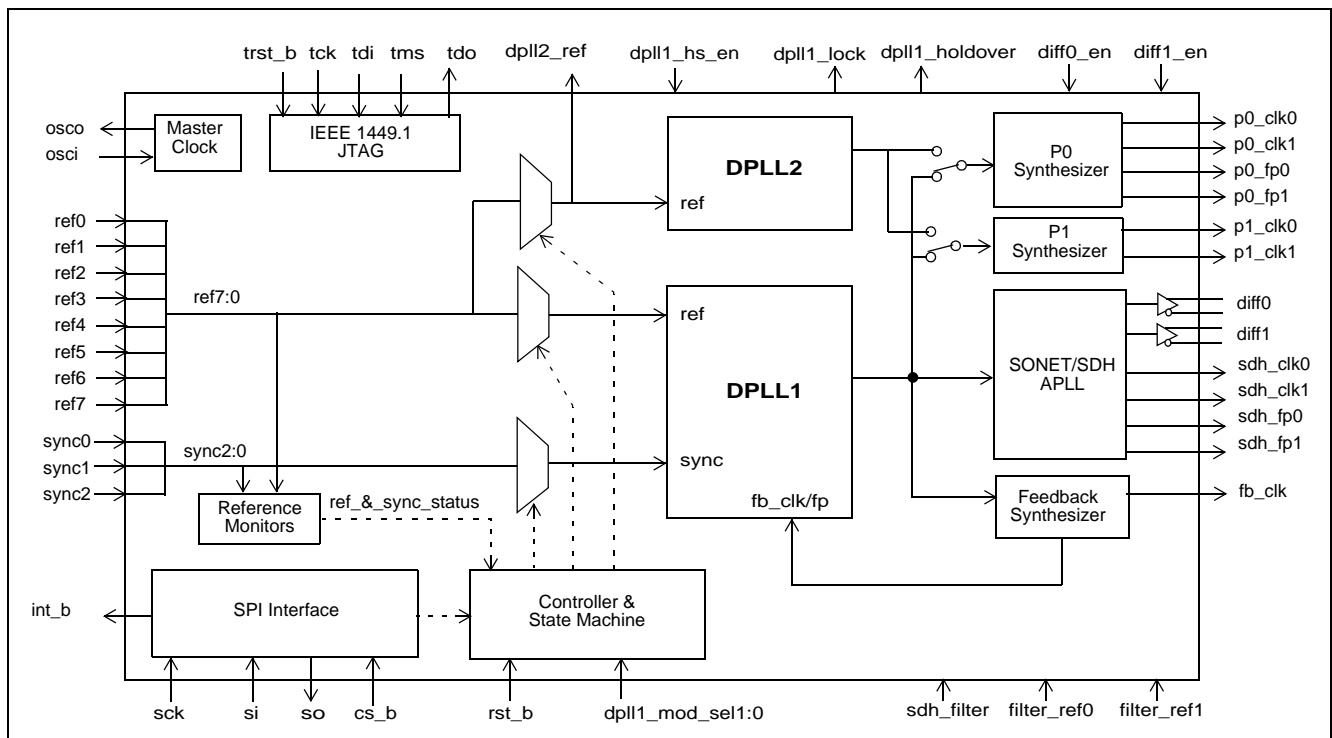 trst_b tck tdi tms tdo dpll2_ref dpll1_hs_en dpll1_lock dpll1_holdover diff0_en diff1_en
osco
osci
Master
Clock
IEEE 1449.1
JTAG
DPLL2
ref
P0
Synthesizer
p0_clk0
p0_clk1
p0_fp0
p0_fp1
P1
Synthesizer
p1_clk0
p1_clk1
ref0
ref1
ref2
ref3
ref4
ref5
ref6
ref7
ref7:0
ref
DPLL1
sync
fb_clk/fp
SONET/SDH
APLL
diff0
diff1
sdh_clk0
sdh_clk1
sdh_fp0
sdh_fp1
sync0
sync1
sync2
sync2:0
Reference
Monitors
ref_&_sync_status
Feedback
Synthesizer
fb_clk
int_b
SPI Interface
Controller &
State Machine
sck si so cs_b rst_b dpll1_mod_sel1:0 sdh_filter filter_ref0 filter_ref1